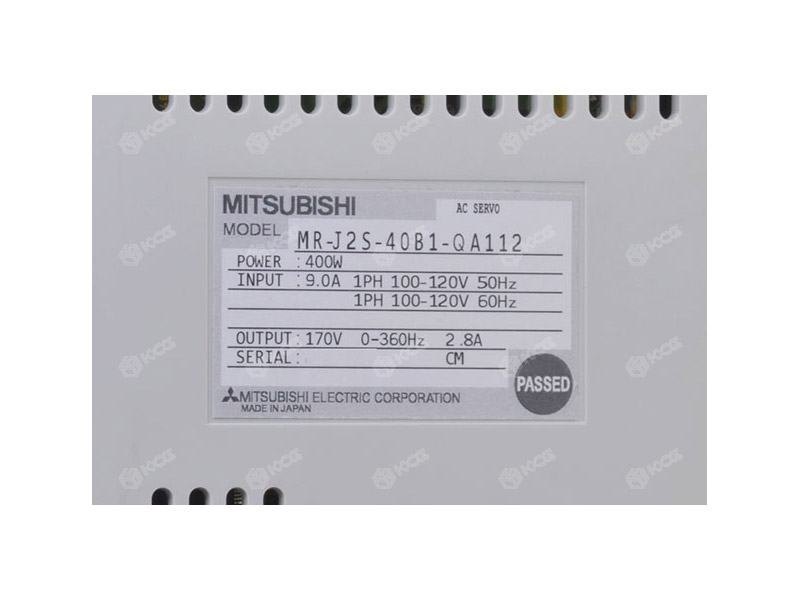 MITSUBISHI AC SERVO
MODEL MR-J2S-40B1-QA112
POWER : 400W
INPUT : 9.0A 1PH 100-120V 50Hz
1PH 100-120V 60Hz
OUTPUT : 170V 0-360Hz 2.8A
SERIAL : CM
PASSED
MITSUBISHI ELECTRIC CORPORATION
MADE IN JAPAN